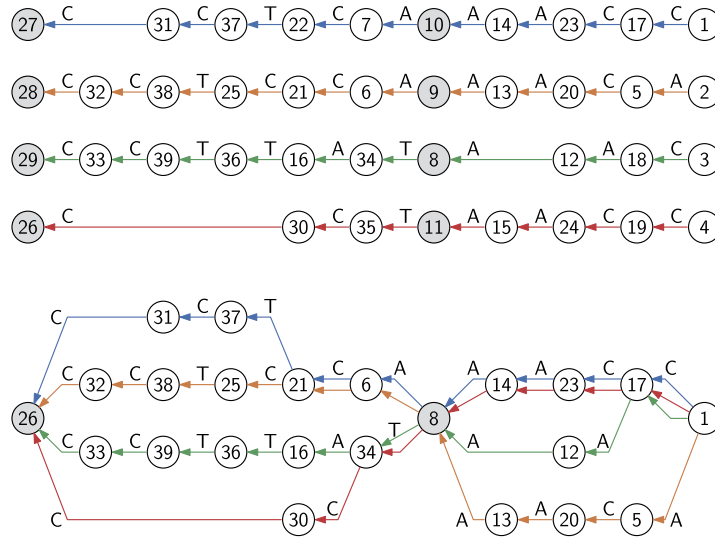 C C T C A A A C C
27 31 37 22 7 10 14 23 17 1
C C T C C A A A C A
28 32 38 25 21 6 9 13 20 5 2
C C T T A T A A C
29 33 39 36 16 34 8 12 18 3
C C T A A C C
26 30 35 11 15 24 19 4
C C T
31 37
C C T C C A A A C C
32 38 25 21 6 14 23 17
26 8 1
C C T T A T A A
33 39 36 16 34 12
C C A A C A
30 13 20 5